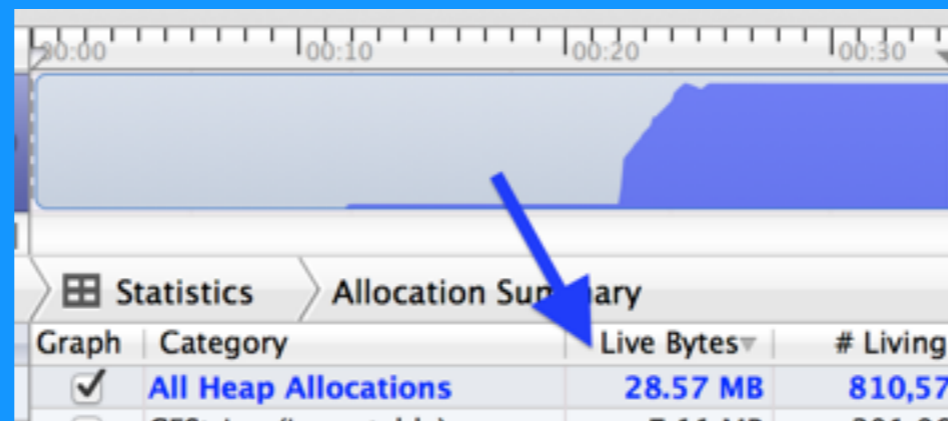 00:00 00:10 00:20 00:30
Statistics Allocation Summary
Graph Category Live Bytes # Living
All Heap Allocations 28.57 MB 810,57